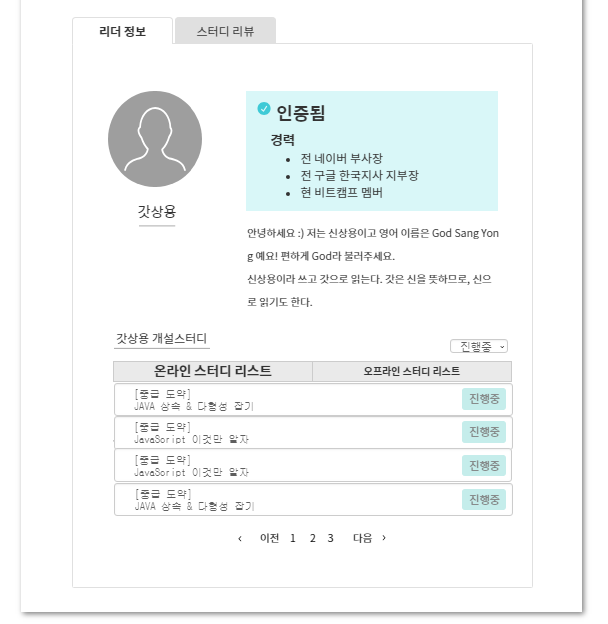 리더 정보
스터디 리뷰
인증됨
경력
• 전 네이버 부사장
• 전 구글 한국지사 지부장
• 현 비트캠프 멤버
갓상용
안녕하세요 :) 저는 신상용이고 영어 이름은 God Sang Yon
g 예요! 편하게 God라 불러주세요.
신상용이라 쓰고 갓으로 읽는다. 갓은 신을 뜻하므로, 신으
로 읽기도 한다.
갓상용 개설스터디
진행중
온라인 스터디 리스트
오프라인 스터디 리스트
[중급 도약]
JAVA 상속 & 다형성 잡기
진행중
[중급 도약]
JavaScript 이것만 알자
진행중
[중급 도약]
JavaScript 이것만 알자
진행중
[중급 도약]
JAVA 상속 & 다형성 잡기
진행중
‹ 이전 1 2 3 다음 ›